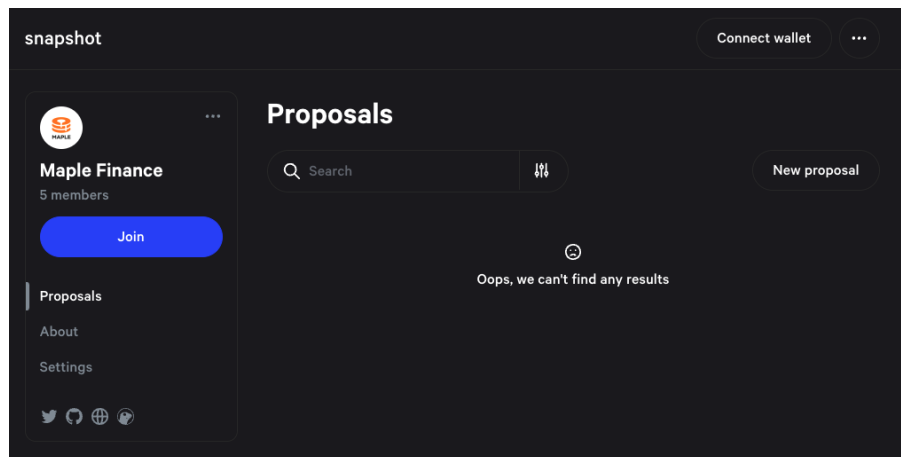 snapshot
Connect wallet
MAPLE
Maple Finance
5 members
Join
Proposals
About
Settings
Proposals
Search
New proposal
Oops, we can't find any results